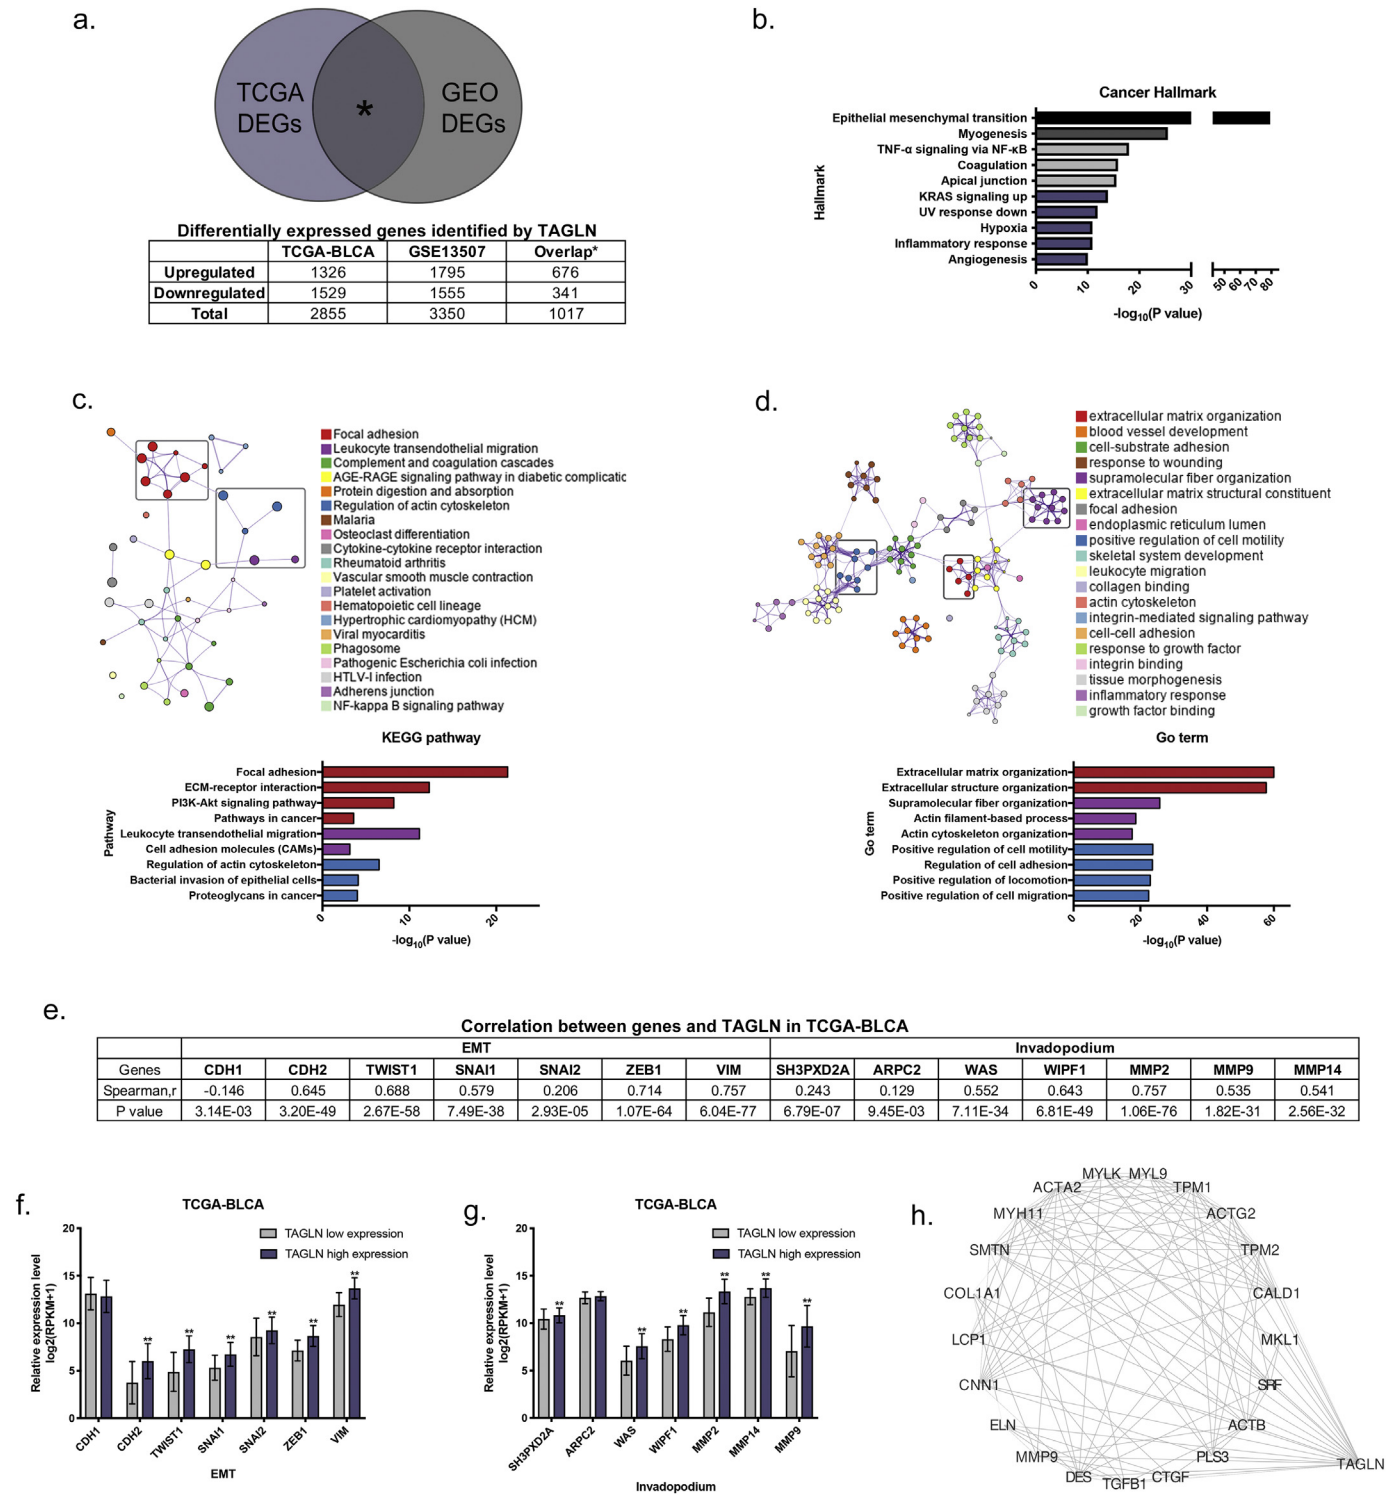 a.
TCGA
DEGs
*
GEO
DEGs
Differentially expressed genes identified by TAGLN
TCGA-BLCA GSE13507 Overlap*
Upregulated 1326 1795 676
Downregulated 1529 1555 341
Total 2855 3350 1017
b.
Cancer Hallmark
Hallmark
Epithelial mesenchymal transition
Myogenesis
TNF-α signaling via NF-κB
Coagulation
Apical junction
KRAS signaling up
UV response down
Hypoxia
Inflammatory response
Angiogenesis
0 10 20 30 50 60 70 80
-log10(P value)
c.
Focal adhesion
Leukocyte transendothelial migration
Complement and coagulation cascades
AGE-RAGE signaling pathway in diabetic complicatic
Protein digestion and absorption
Regulation of actin cytoskeleton
Malaria
Osteoclast differentiation
Cytokine-cytokine receptor interaction
Rheumatoid arthritis
Vascular smooth muscle contraction
Platelet activation
Hematopoietic cell lineage
Hypertrophic cardiomyopathy (HCM)
Viral myocarditis
Phagosome
Pathogenic Escherichia coli infection
HTLV-I infection
Adherens junction
NF-kappa B signaling pathway
KEGG pathway
Pathway
Focal adhesion
ECM-receptor interaction
PI3K-Akt signaling pathway
Pathways in cancer
Leukocyte transendothelial migration
Cell adhesion molecules (CAMs)
Regulation of actin cytoskeleton
Bacterial invasion of epithelial cells
Proteoglycans in cancer
0 10 20
-log10(P value)
d.
extracellular matrix organization
blood vessel development
cell-substrate adhesion
response to wounding
supramolecular fiber organization
extracellular matrix structural constituent
focal adhesion
endoplasmic reticulum lumen
positive regulation of cell motility
skeletal system development
leukocyte migration
collagen binding
actin cytoskeleton
integrin-mediated signaling pathway
cell-cell adhesion
response to growth factor
integrin binding
tissue morphogenesis
inflammatory response
growth factor binding
Go term
Go term
Extracellular matrix organization
Extracellular structure organization
Supramolecular fiber organization
Actin filament-based process
Actin cytoskeleton organization
Positive regulation of cell motility
Regulation of cell adhesion
Positive regulation of locomotion
Positive regulation of cell migration
0 20 40 60
-log10(P value)
e.
Correlation between genes and TAGLN in TCGA-BLCA
EMT Invadopodium
Genes CDH1 CDH2 TWIST1 SNAI1 SNAI2 ZEB1 VIM SH3PXD2A ARPC2 WAS WIPF1 MMP2 MMP9 MMP14
Spearman,r -0.146 0.645 0.688 0.579 0.206 0.714 0.757 0.243 0.129 0.552 0.643 0.757 0.535 0.541
P value 3.14E-03 3.20E-49 2.67E-58 7.49E-38 2.93E-05 1.07E-64 6.04E-77 6.79E-07 9.45E-03 7.11E-34 6.81E-49 1.06E-76 1.82E-31 2.56E-32
f.
TCGA-BLCA
TAGLN low expression
TAGLN high expression
Relative expression level
log2(RPKM+1)
20
15
10
5
0
** ** ** ** ** **
CDH1 CDH2 TWIST1 SNAI1 SNAI2 ZEB1 VIM
EMT
g.
TCGA-BLCA
TAGLN low expression
TAGLN high expression
Relative expression level
log2(RPKM+1)
20
15
10
5
0
** ** ** ** ** **
SH3PXD2A ARPC2 WAS WIPF1 MMP2 MMP14 MMP9
Invadopodium
h.
MYLK MYL9
ACTA2 TPM1
MYH11 ACTG2
SMTN TPM2
COL1A1 CALD1
LCP1 MKL1
CNN1 SRF
ELN ACTB
MMP9 PLS3
TAGLN
DES TGFB1 CTGF